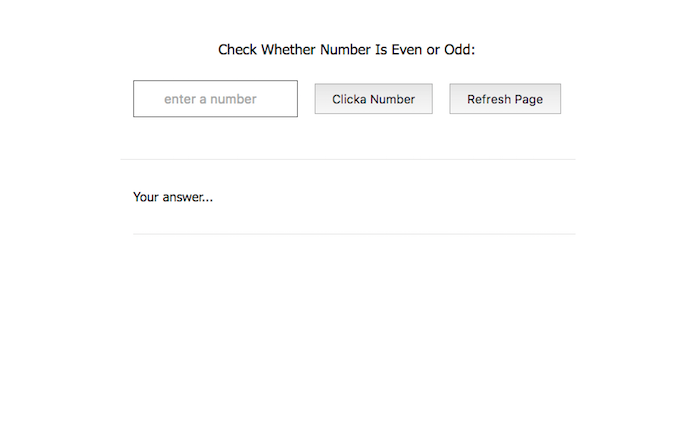 Check Whether Number Is Even or Odd:
enter a number Clicka Number Refresh Page
Your answer...